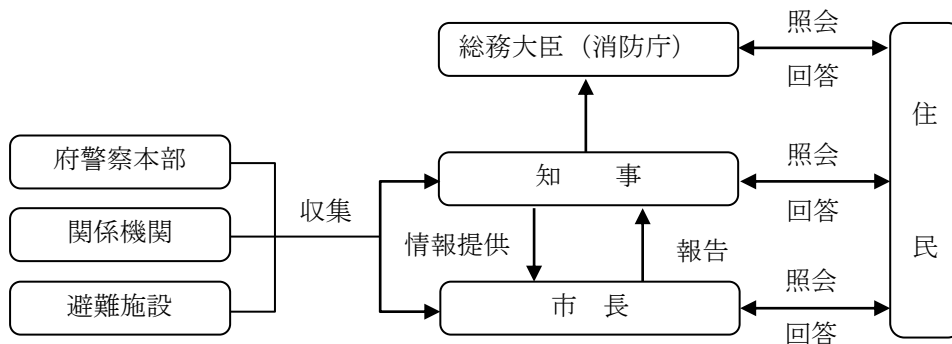 照会
総務大臣（消防庁）
回答
住民
府警察本部
照会
知　　事
関係機関
収集
回答
情報提供
報告
避難施設
照会
市　長
回答